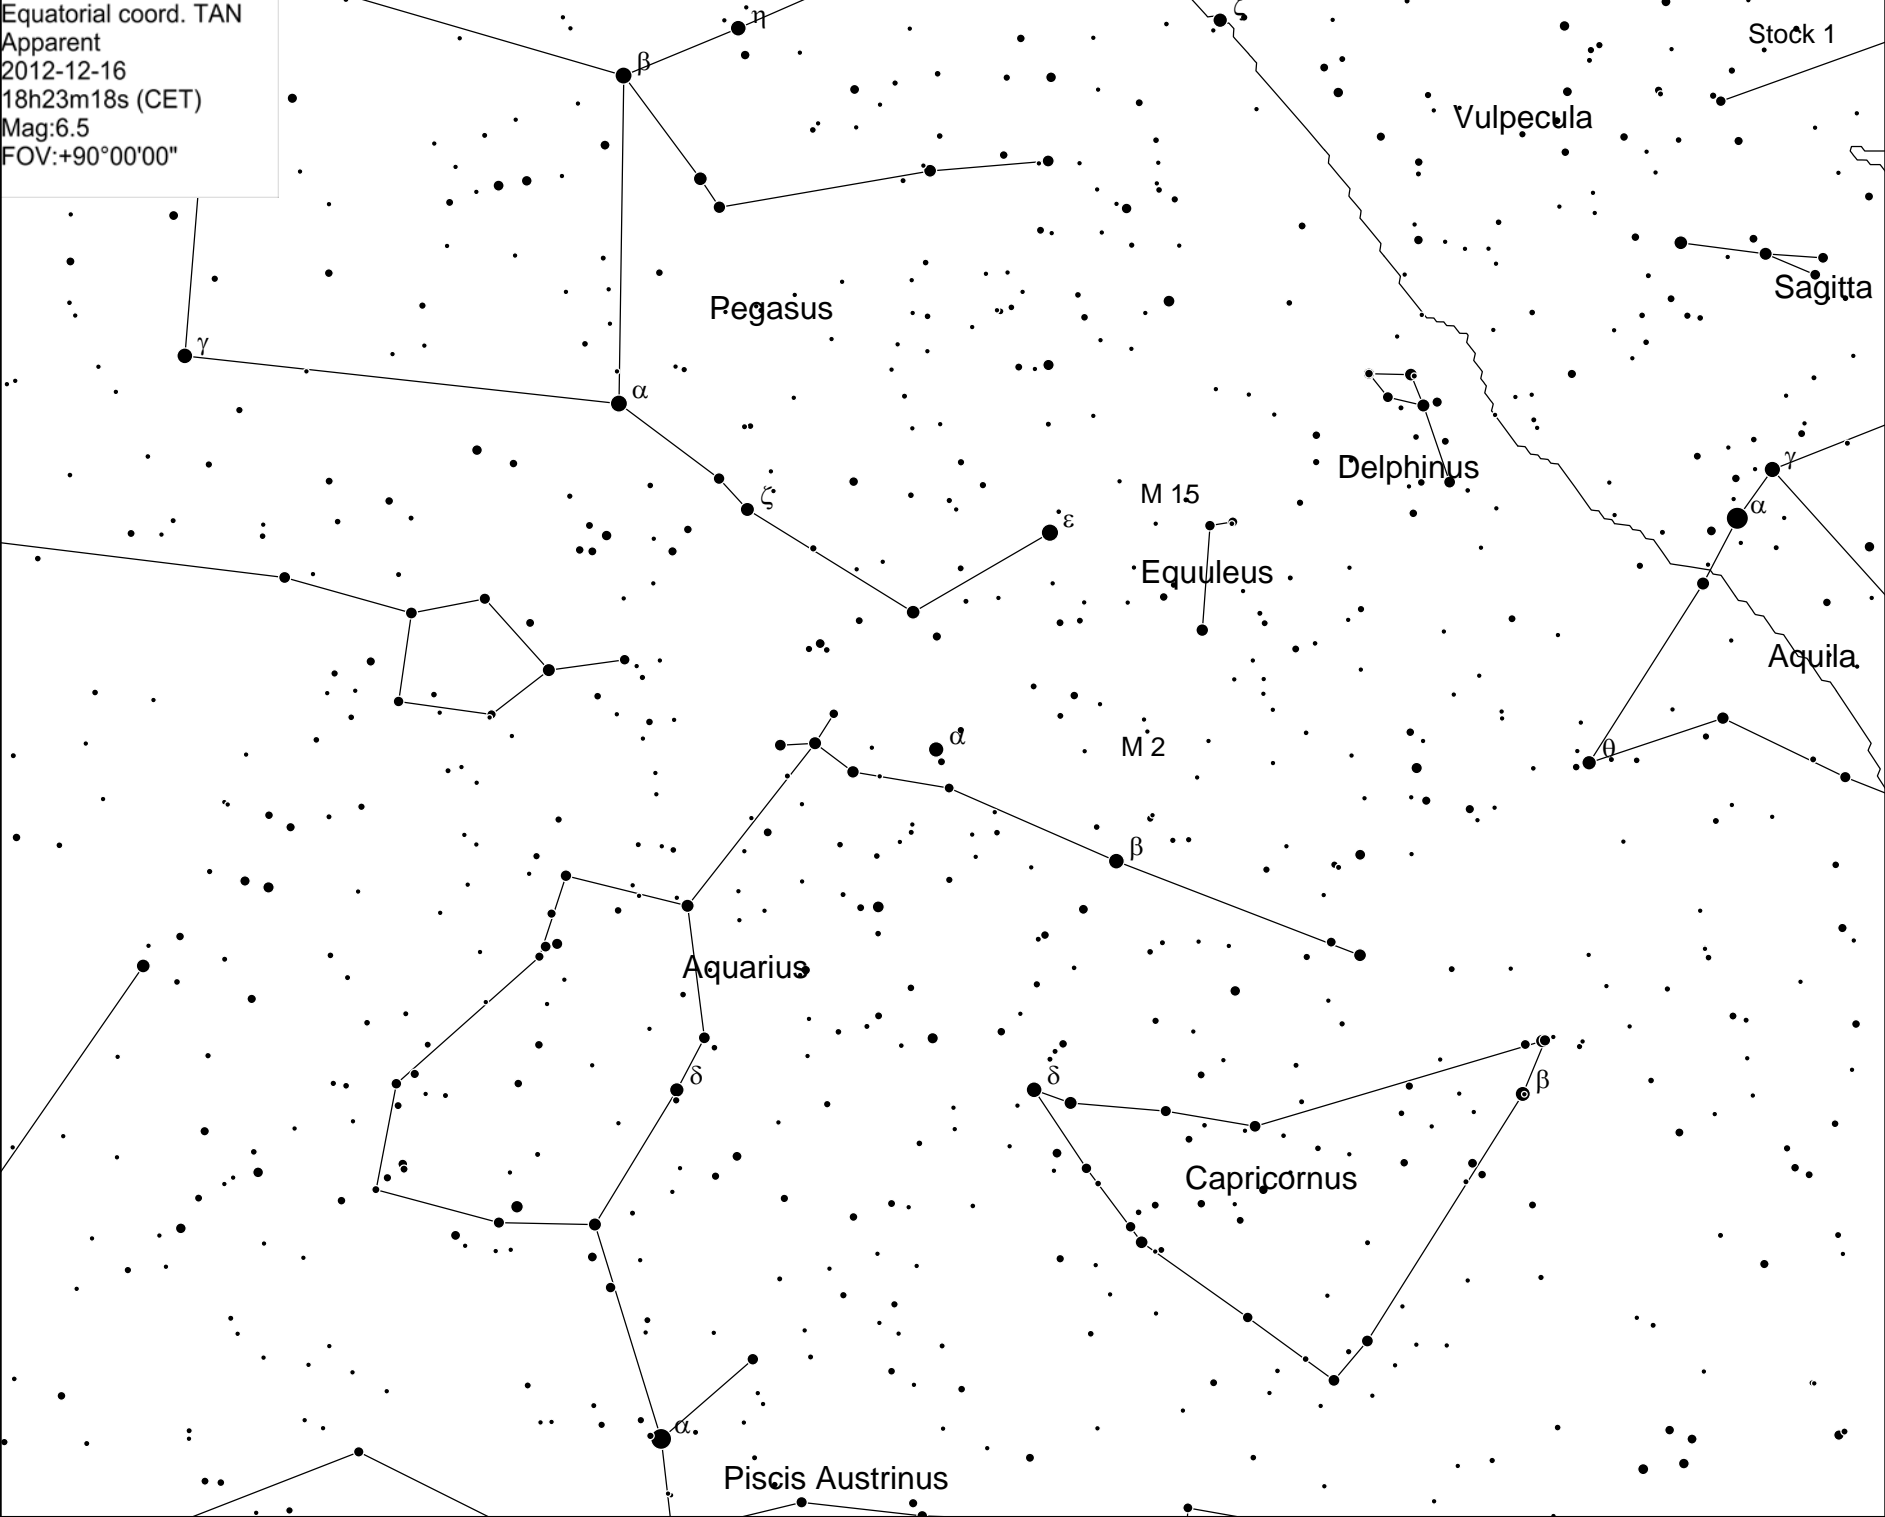 Equatorial coord. TAN
Apparent
2012-12-16
18h23m18s (CET)
Mag:6.5
FOV:+90°00'00"
η
ζ
Stock 1
β
Vulpecula
Sagitta
Pegasus
γ
α
Delphinus
γ
M 15
ζ
α
ε
Equuleus
Aquila
α
M 2
θ
β
Aquarius
δ
δ
β
Capricornus
α
Piscis Austrinus